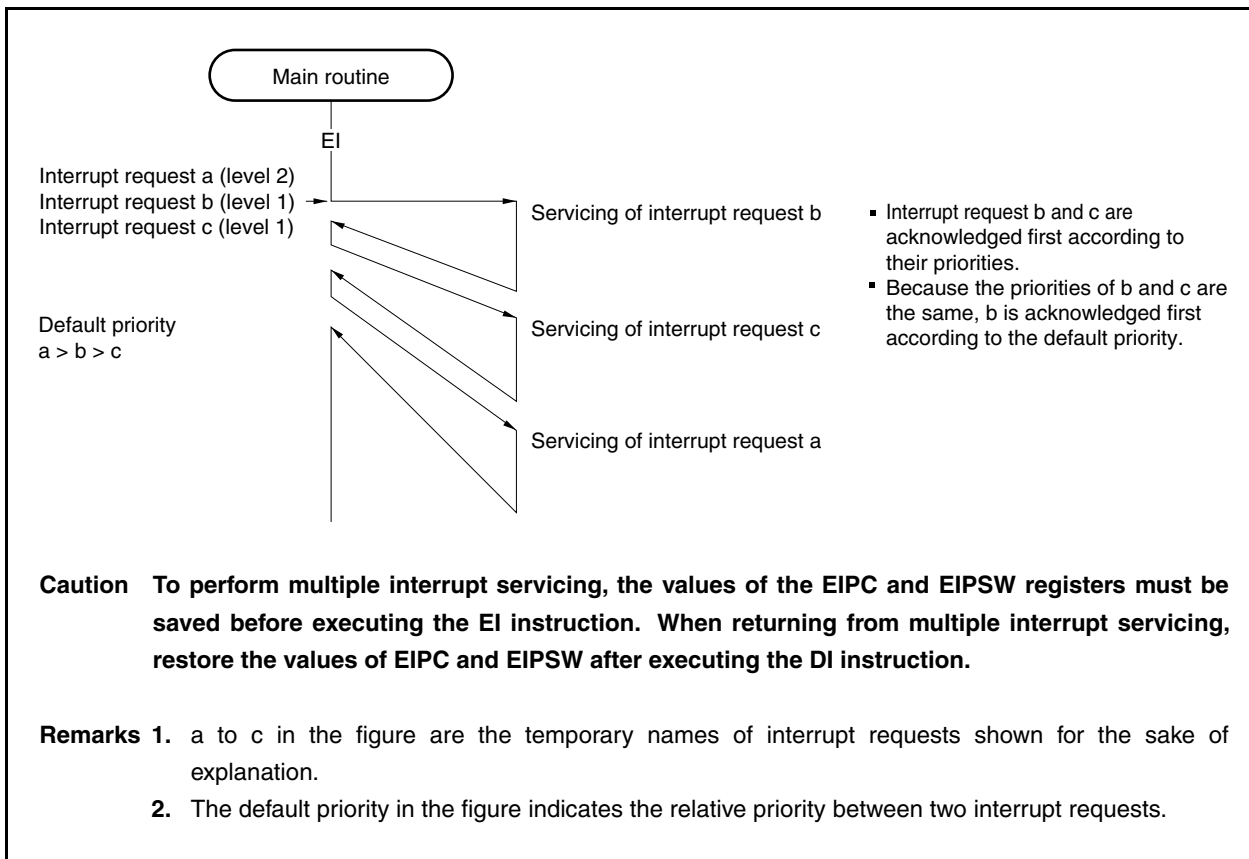 Main routine
EI
Interrupt request a (level 2)
Interrupt request b (level 1)
Interrupt request c (level 1)
Servicing of interrupt request b
▪ Interrupt request b and c are
acknowledged first according to
their priorities.
▪ Because the priorities of b and c are
the same, b is acknowledged first
according to the default priority.
Default priority
a > b > c
Servicing of interrupt request c
Servicing of interrupt request a
Caution To perform multiple interrupt servicing, the values of the EIPC and EIPSW registers must be
saved before executing the EI instruction. When returning from multiple interrupt servicing,
restore the values of EIPC and EIPSW after executing the DI instruction.
Remarks 1. a to c in the figure are the temporary names of interrupt requests shown for the sake of
explanation.
2. The default priority in the figure indicates the relative priority between two interrupt requests.